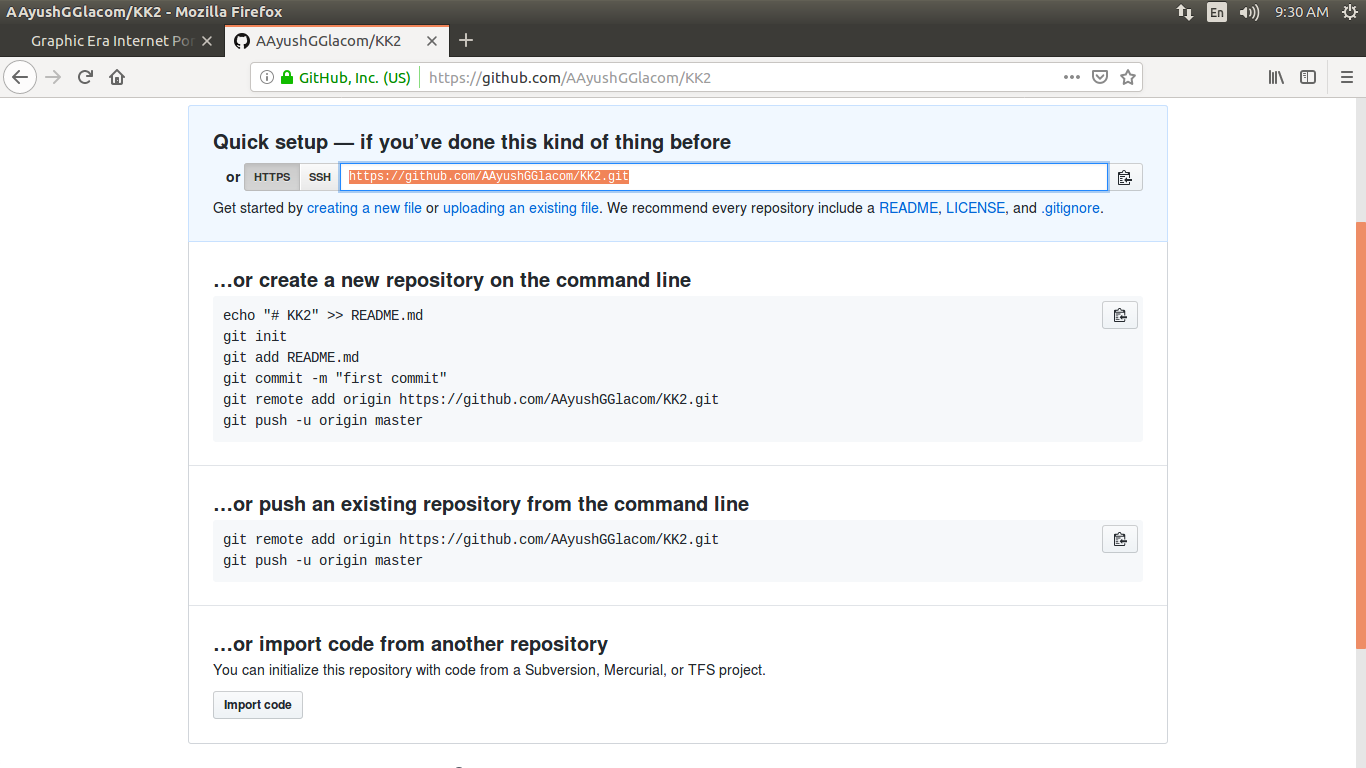 AAyushGGlacom/KK2 - Mozilla Firefox
En
9:30 AM
Graphic Era Internet Por
AAyushGGlacom/KK2
GitHub, Inc. (US)
https://github.com/AAyushGGlacom/KK2
Quick setup — if you’ve done this kind of thing before
or HTTPS SSH https://github.com/AAyushGGlacom/KK2.git
Get started by creating a new file or uploading an existing file. We recommend every repository include a README, LICENSE, and .gitignore.
…or create a new repository on the command line
echo "# KK2" >> README.md
git init
git add README.md
git commit -m "first commit"
git remote add origin https://github.com/AAyushGGlacom/KK2.git
git push -u origin master
…or push an existing repository from the command line
git remote add origin https://github.com/AAyushGGlacom/KK2.git
git push -u origin master
…or import code from another repository
You can initialize this repository with code from a Subversion, Mercurial, or TFS project.
Import code